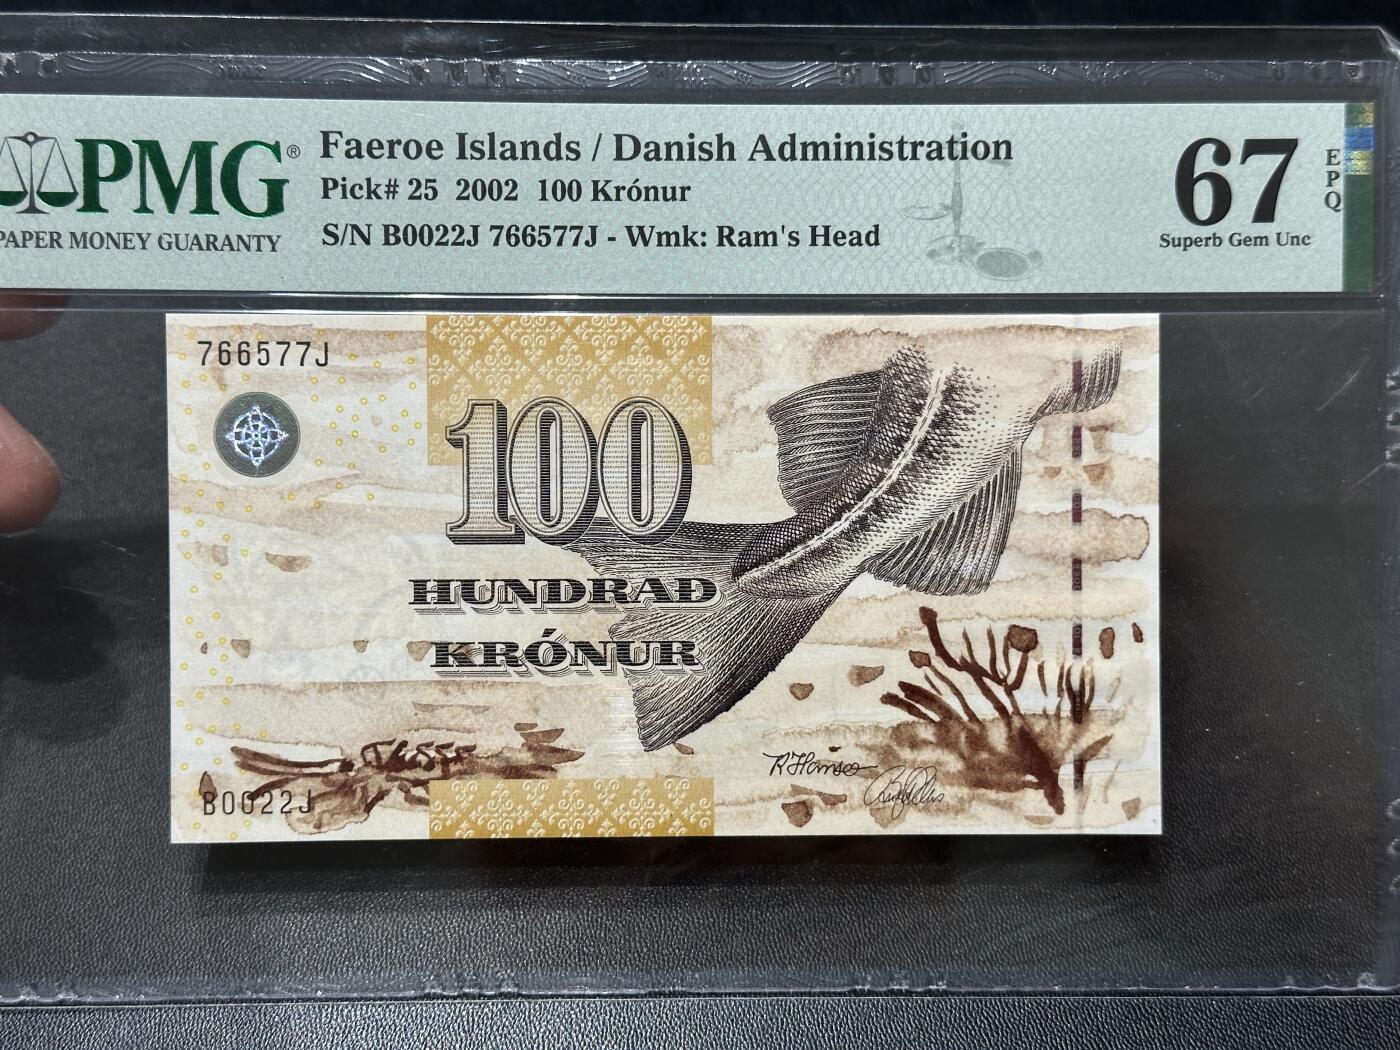 PMG®
PAPER MONEY GUARANTY
Faeroe Islands / Danish Administration
Pick# 25 2002 100 Krónur
S/N B0022J 766577J - Wmk: Ram's Head
67
EPQ
Superb Gem Unc
766577J
100
HUNDRAÐ
KRÓNUR
B0022J